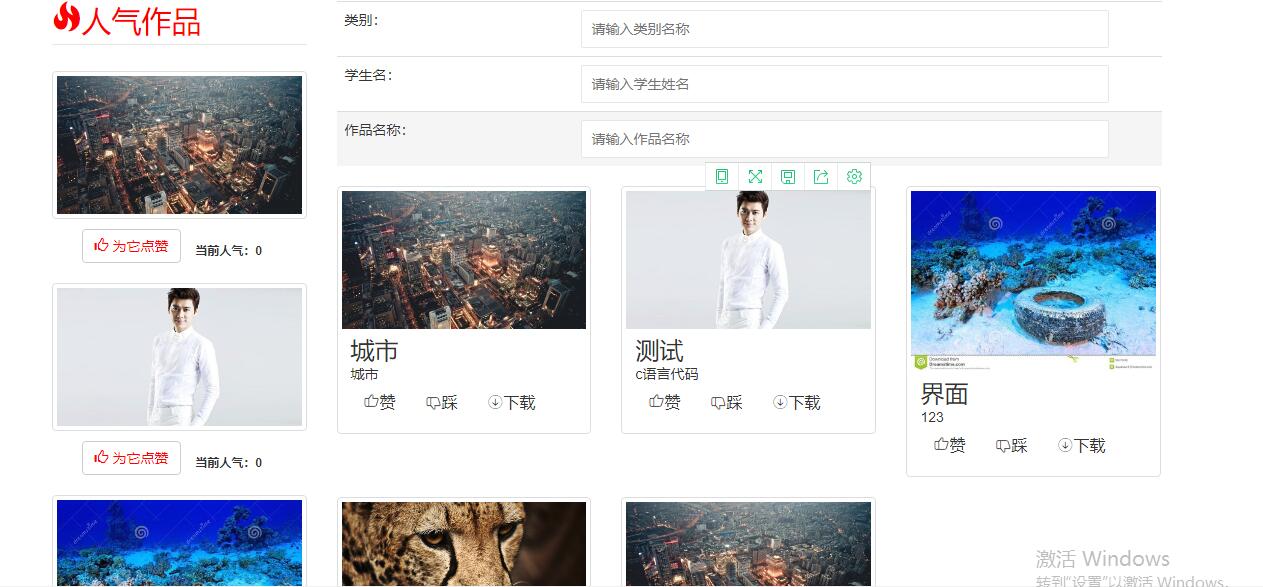 人气作品
为它点赞 当前人气：0
为它点赞 当前人气：0
类别：
请输入类别名称
学生名：
请输入学生姓名
作品名称：
请输入作品名称
城市
城市
赞 踩 下载
测试
c语言代码
赞 踩 下载
界面
123
赞 踩 下载
激活 Windows
转到"设置"以激活 Windows。